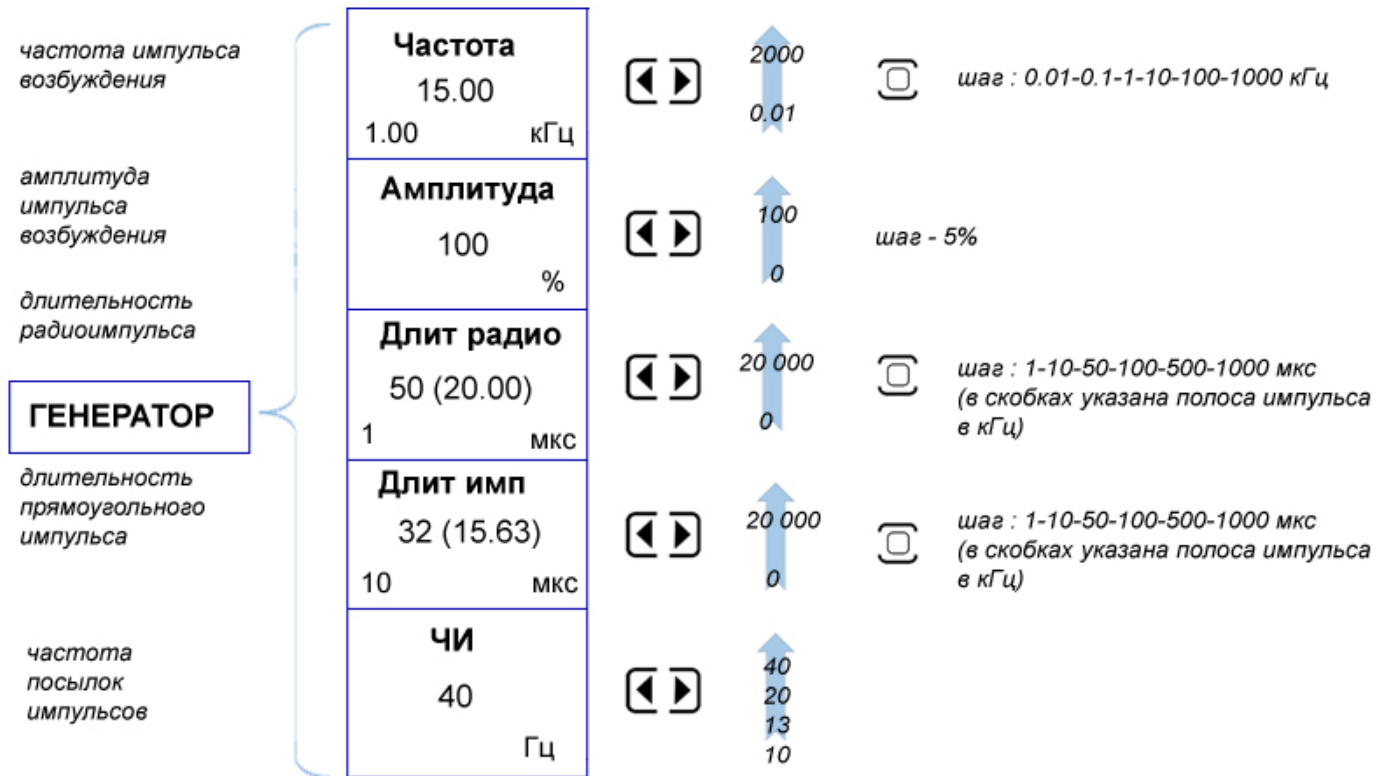 частота импульса
возбуждения
Частота
15.00
1.00 кГц
2000
0.01
шаг : 0.01-0.1-1-10-100-1000 кГц
амплитуда
импульса
возбуждения
Амплитуда
100
%
100
0
шаг - 5%
длительность
радиоимпульса
Длит радио
50 (20.00)
1 мкс
20 000
0
шаг : 1-10-50-100-500-1000 мкс
(в скобках указана полоса импульса
в кГц)
ГЕНЕРАТОР
длительность
прямоугольного
импульса
Длит имп
32 (15.63)
10 мкс
20 000
0
шаг : 1-10-50-100-500-1000 мкс
(в скобках указана полоса импульса
в кГц)
частота
посылок
импульсов
ЧИ
40
Гц
40
20
13
10